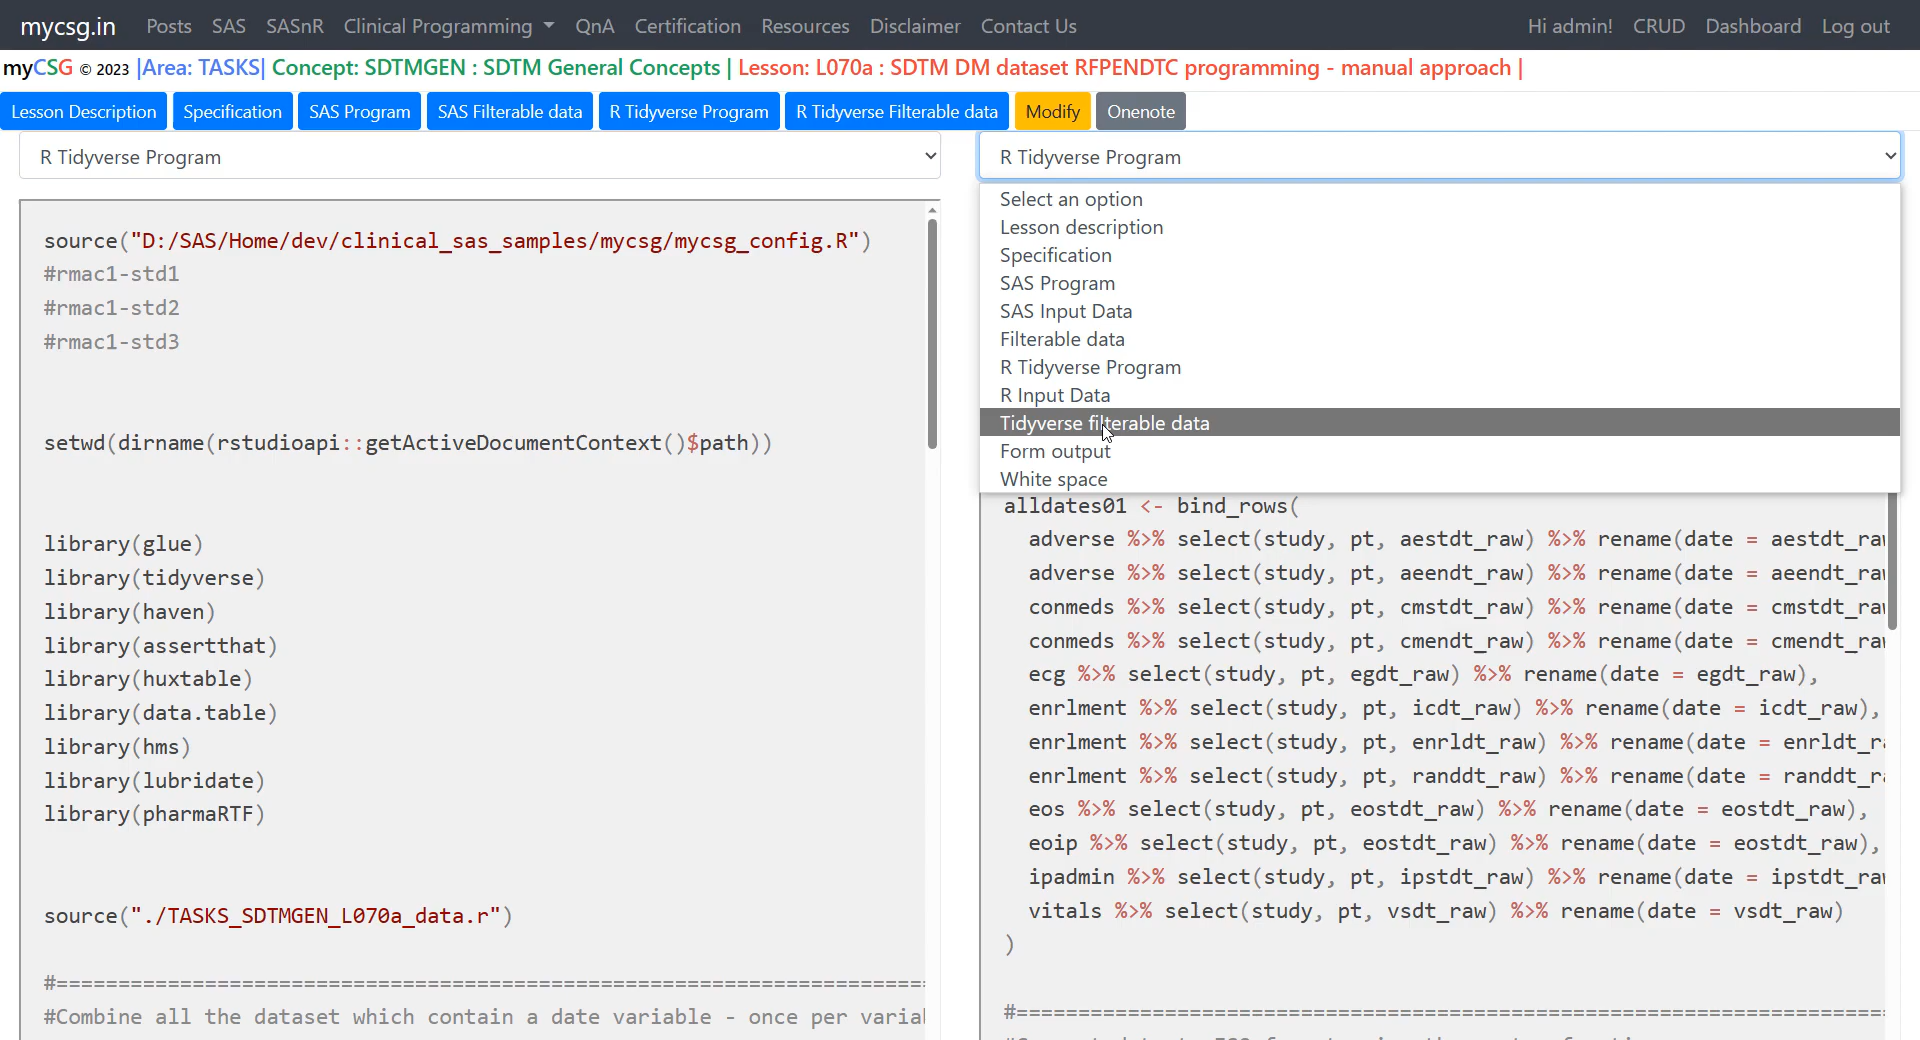 mycsg.in Posts SAS SASnR Clinical Programming QnA Certification Resources Disclaimer Contact Us Hi admin! CRUD Dashboard Log out
myCSG © 2023 |Area: TASKS| Concept: SDTMGEN : SDTM General Concepts | Lesson: L070a : SDTM DM dataset RFPENDTC programming - manual approach |
Lesson Description Specification SAS Program SAS Filterable data R Tidyverse Program R Tidyverse Filterable data Modify Onenote
R Tidyverse Program
source("D:/SAS/Home/dev/clinical_sas_samples/mycsg/mycsg_config.R")
#rmac1-std1
#rmac1-std2
#rmac1-std3
setwd(dirname(rstudioapi::getActiveDocumentContext()$path))
library(glue)
library(tidyverse)
library(haven)
library(assertthat)
library(huxtable)
library(data.table)
library(hms)
library(lubridate)
library(pharmaRTF)
source("./TASKS_SDTMGEN_L070a_data.r")
#=======================================================================
#Combine all the dataset which contain a date variable - once per varia
R Tidyverse Program
Select an option
Lesson description
Specification
SAS Program
SAS Input Data
Filterable data
R Tidyverse Program
R Input Data
Tidyverse filterable data
Form output
White space
alldates01 <- bind_rows(
adverse %>% select(study, pt, aestdt_raw) %>% rename(date = aestdt_ra
adverse %>% select(study, pt, aeendt_raw) %>% rename(date = aeendt_ra
conmeds %>% select(study, pt, cmstdt_raw) %>% rename(date = cmstdt_ra
conmeds %>% select(study, pt, cmendt_raw) %>% rename(date = cmendt_ra
ecg %>% select(study, pt, egdt_raw) %>% rename(date = egdt_raw),
enrlment %>% select(study, pt, icdt_raw) %>% rename(date = icdt_raw),
enrlment %>% select(study, pt, enrldt_raw) %>% rename(date = enrldt_r
enrlment %>% select(study, pt, randdt_raw) %>% rename(date = randdt_r
eos %>% select(study, pt, eostdt_raw) %>% rename(date = eostdt_raw),
eoip %>% select(study, pt, eostdt_raw) %>% rename(date = eostdt_raw),
ipadmin %>% select(study, pt, ipstdt_raw) %>% rename(date = ipstdt_ra
vitals %>% select(study, pt, vsdt_raw) %>% rename(date = vsdt_raw)
)
#=======================================================================